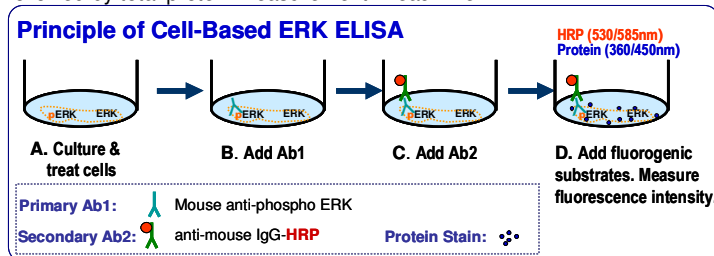 Principle of Cell-Based ERK ELISA
HRP (530/585nm)
Protein (360/450nm)
pERK ERK
pERK ERK
pERK ERK
pERK ERK
A. Culture & treat cells
B. Add Ab1
C. Add Ab2
D. Add fluorogenic
substrates. Measure
fluorescence intensity
Primary Ab1: Mouse anti-phospho ERK
Secondary Ab2: anti-mouse IgG-HRP Protein Stain: